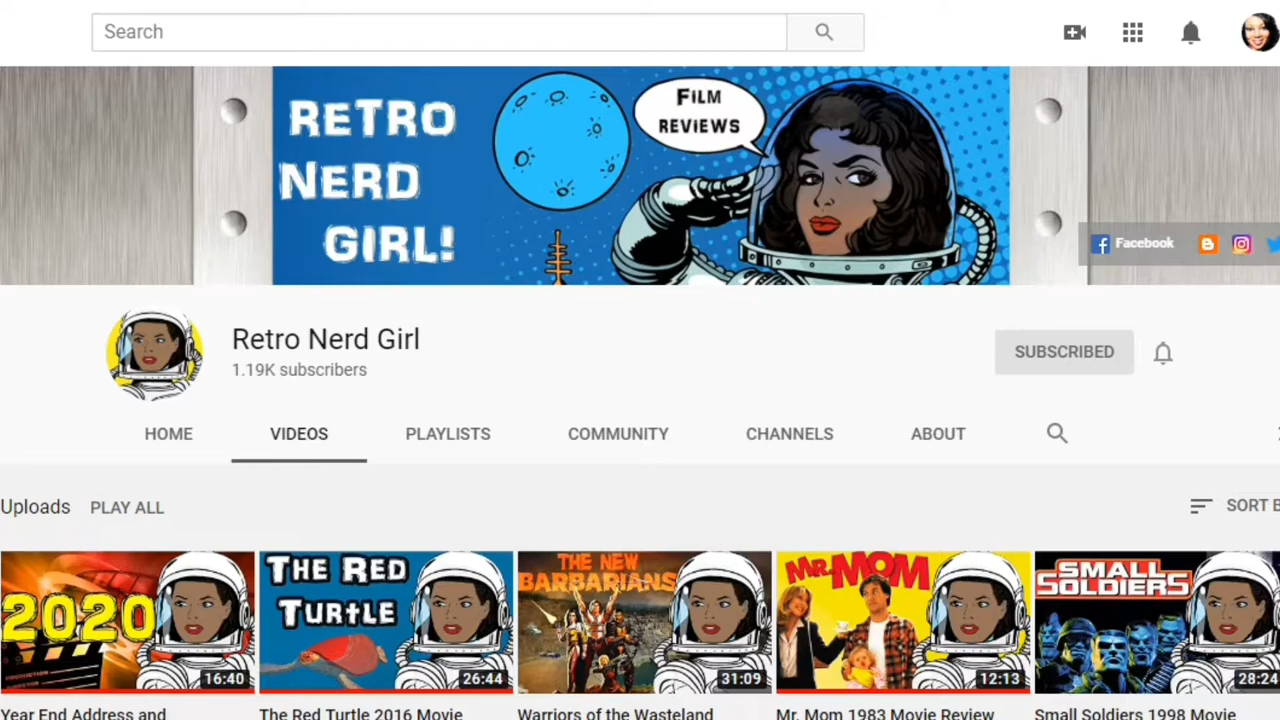 Search
RETRO
NERD
GIRL!
FILM
REVIEWS
Facebook
Retro Nerd Girl
1.19K subscribers
SUBSCRIBED
HOME
VIDEOS
PLAYLISTS
COMMUNITY
CHANNELS
ABOUT
Uploads
PLAY ALL
SORT B
2020
16:40
THE RED
TURTLE
26:44
THE NEW
BARBARIANS
31:09
MR. MOM
12:13
SMALL
SOLDIERS
28:24
Year End Address and
The Red Turtle 2016 Movie
Warriors of the Wasteland
Mr. Mom 1983 Movie Review
Small Soldiers 1998 Movie